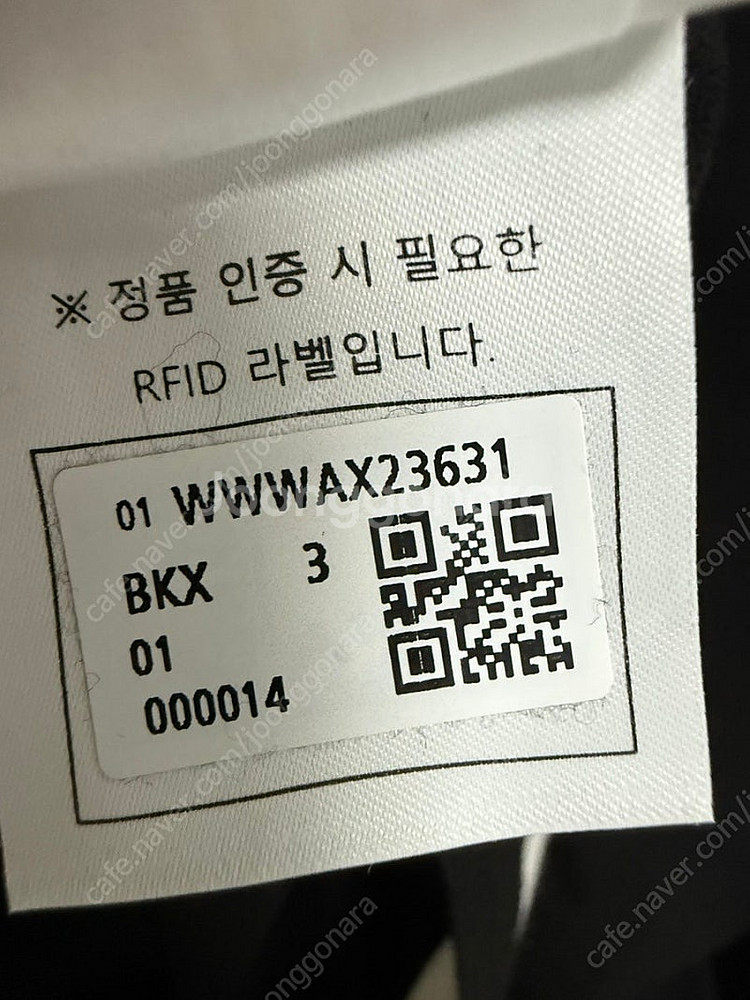 ※ 정품 인증 시 필요한
RFID 라벨입니다.
01 WWWAX23631
BKX 3
01
000014
cafe.naver.com/joonggonara